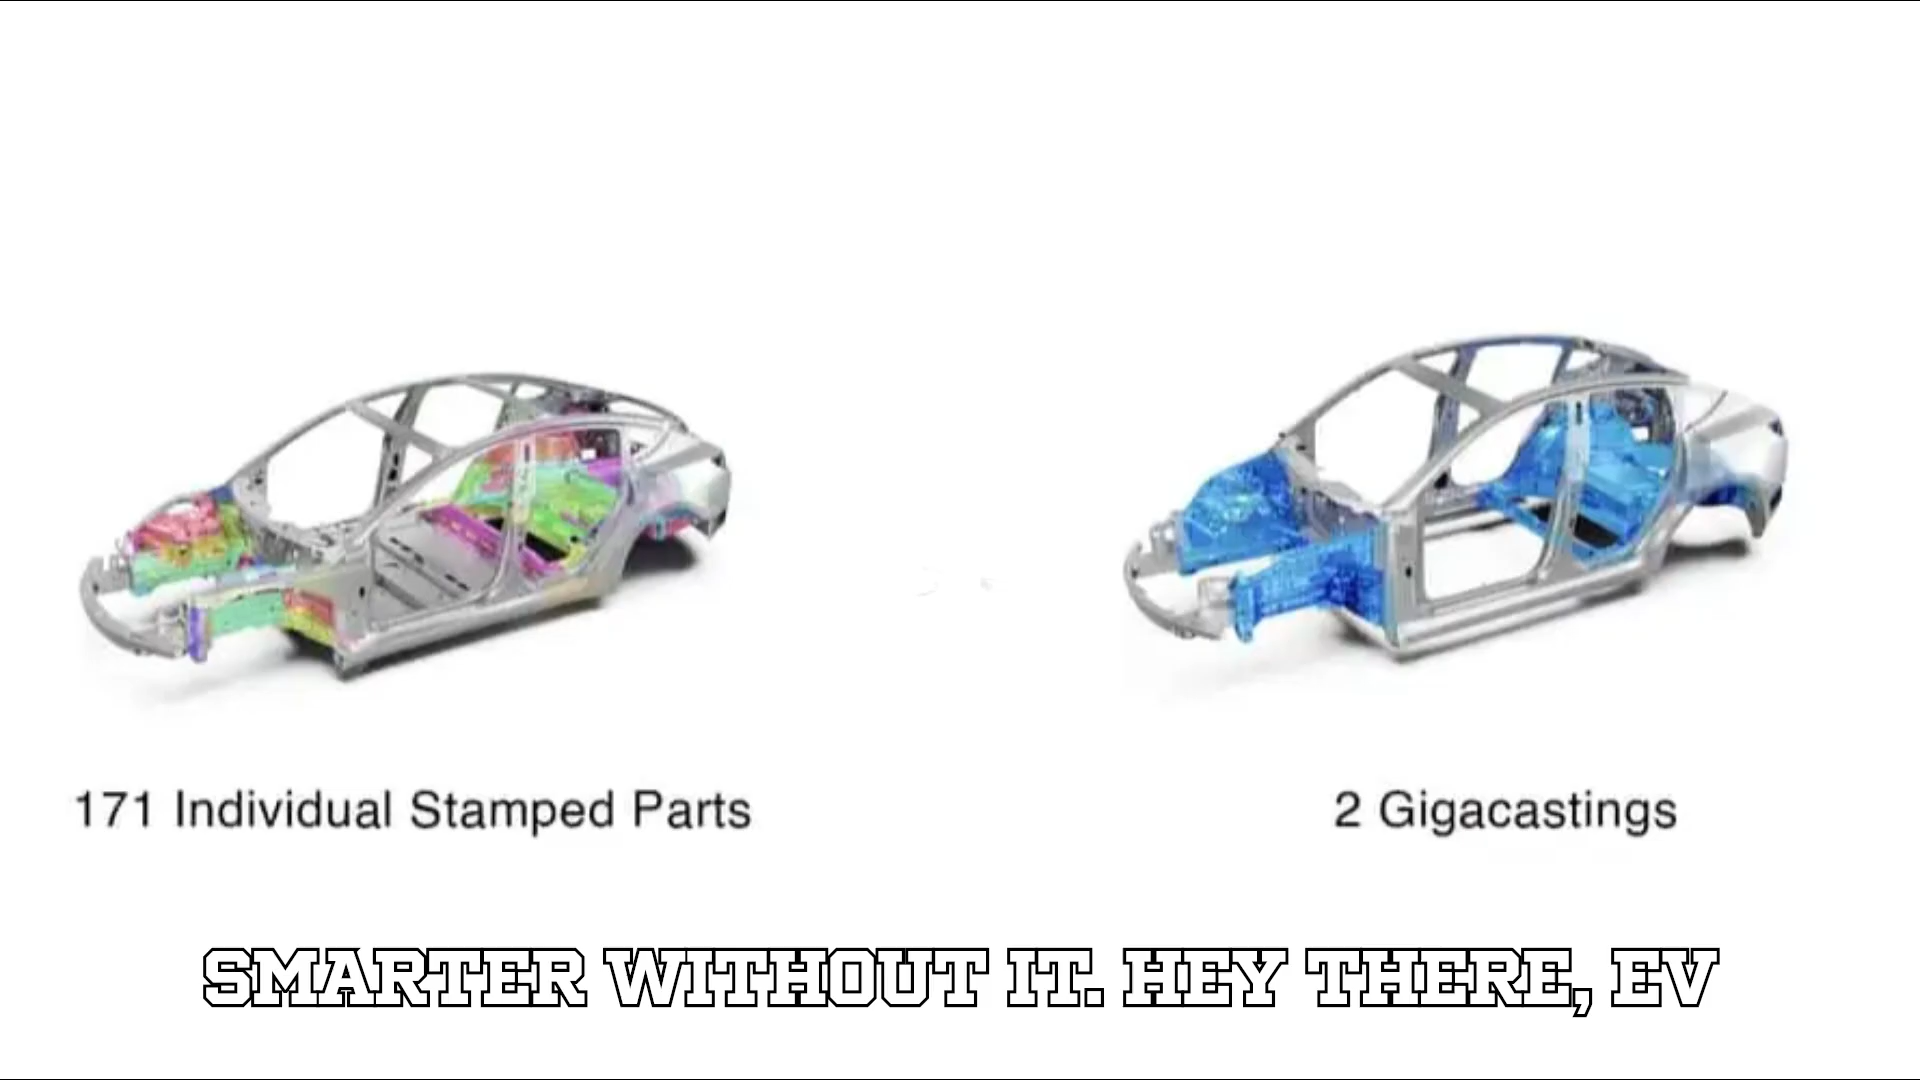 171 Individual Stamped Parts
2 Gigacastings
SMARTER WITHOUT IT. HEY THERE, EV